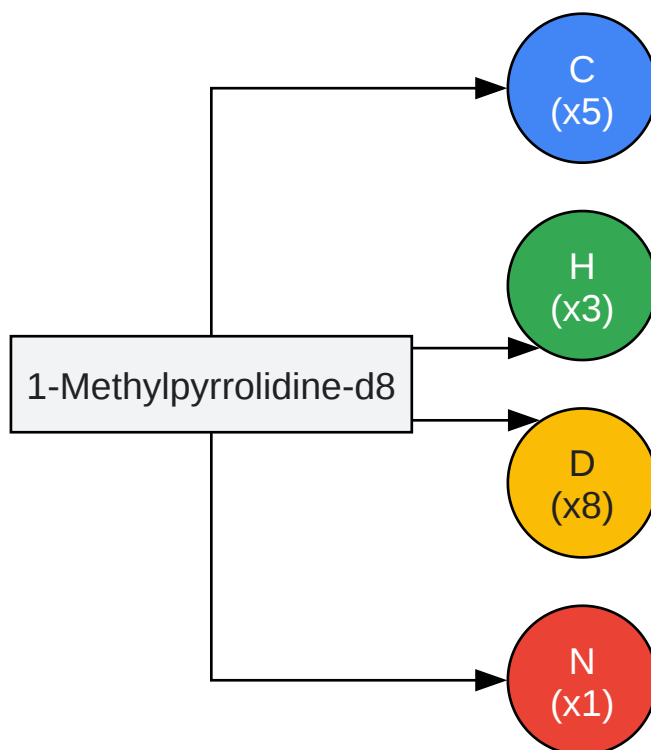 C
(x5)
H
(x3)
1-Methylpyrrolidine-d8
D
(x8)
N
(x1)